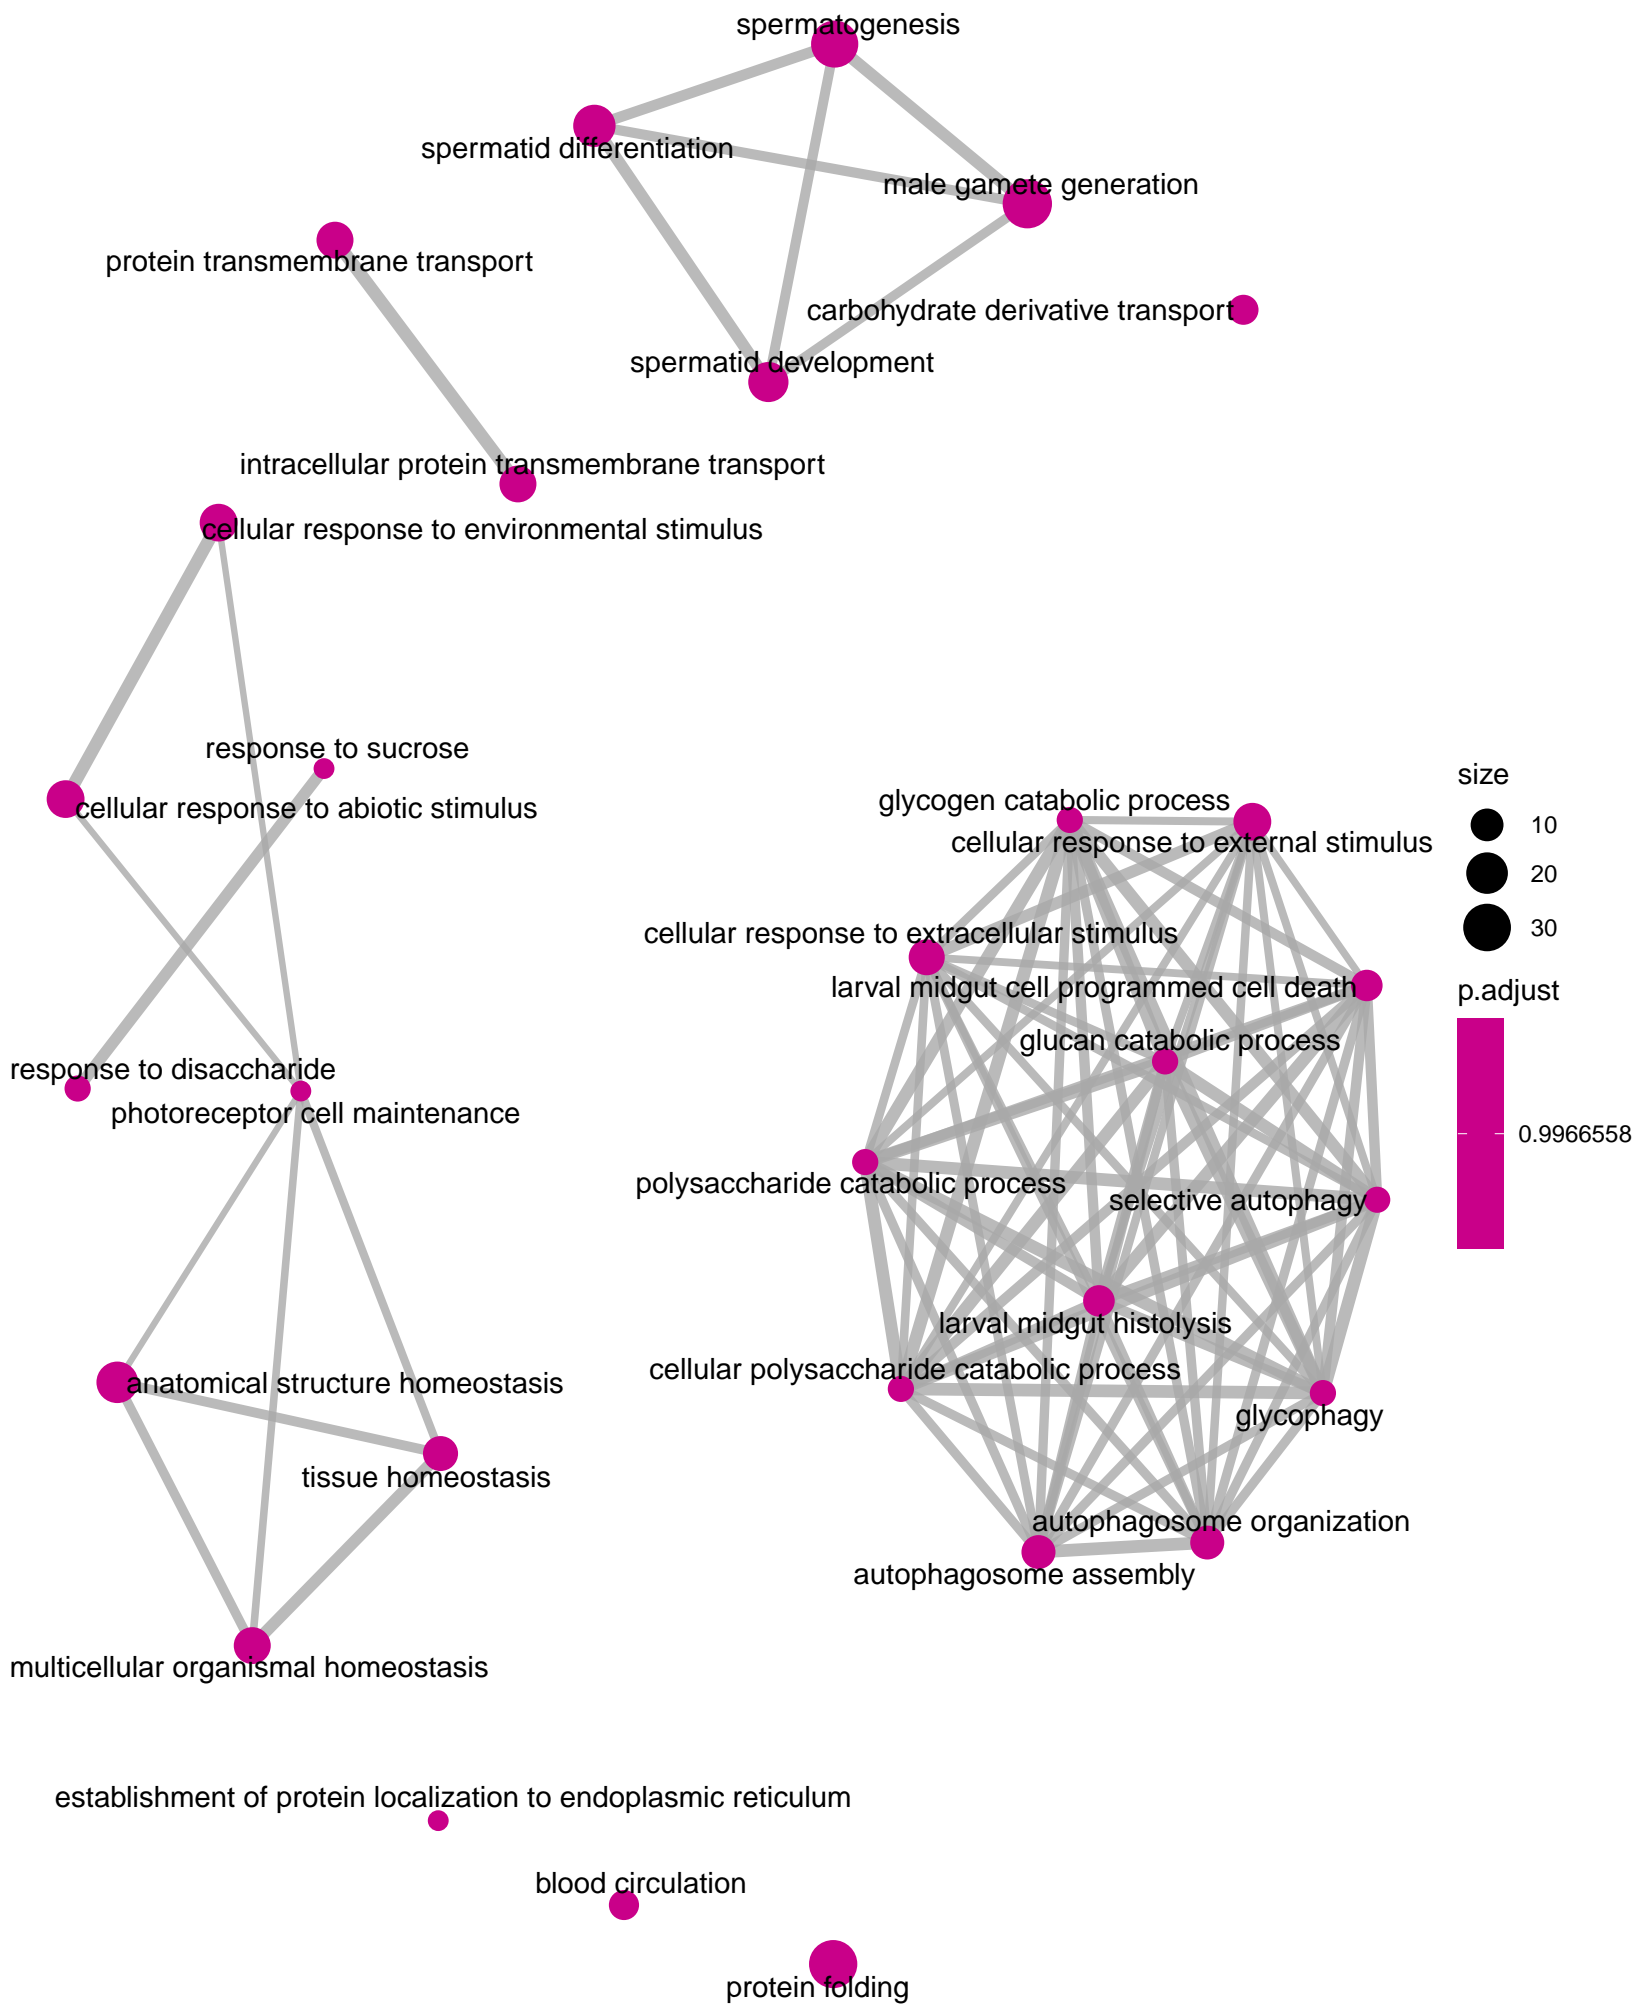 spermatogenesis
spermatid differentiation
male gamete generation
protein transmembrane transport
carbohydrate derivative transport
spermatid development
intracellular protein transmembrane transport
cellular response to environmental stimulus
response to sucrose
cellular response to abiotic stimulus
glycogen catabolic process
cellular response to external stimulus
cellular response to extracellular stimulus
larval midgut cell programmed cell death
glucan catabolic process
response to disaccharide
photoreceptor cell maintenance
polysaccharide catabolic process
selective autophagy
larval midgut histolysis
cellular polysaccharide catabolic process
anatomical structure homeostasis
glycophagy
tissue homeostasis
autophagosome organization
autophagosome assembly
multicellular organismal homeostasis
establishment of protein localization to endoplasmic reticulum
blood circulation
protein folding
size
10
20
30
p.adjust
0.9966558